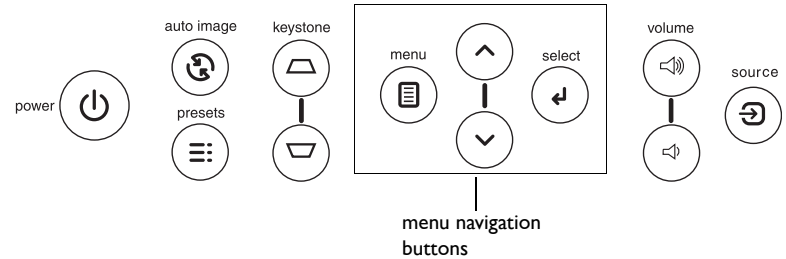 auto image
keystone
menu
select
volume
source
power
presets
menu navigation
buttons